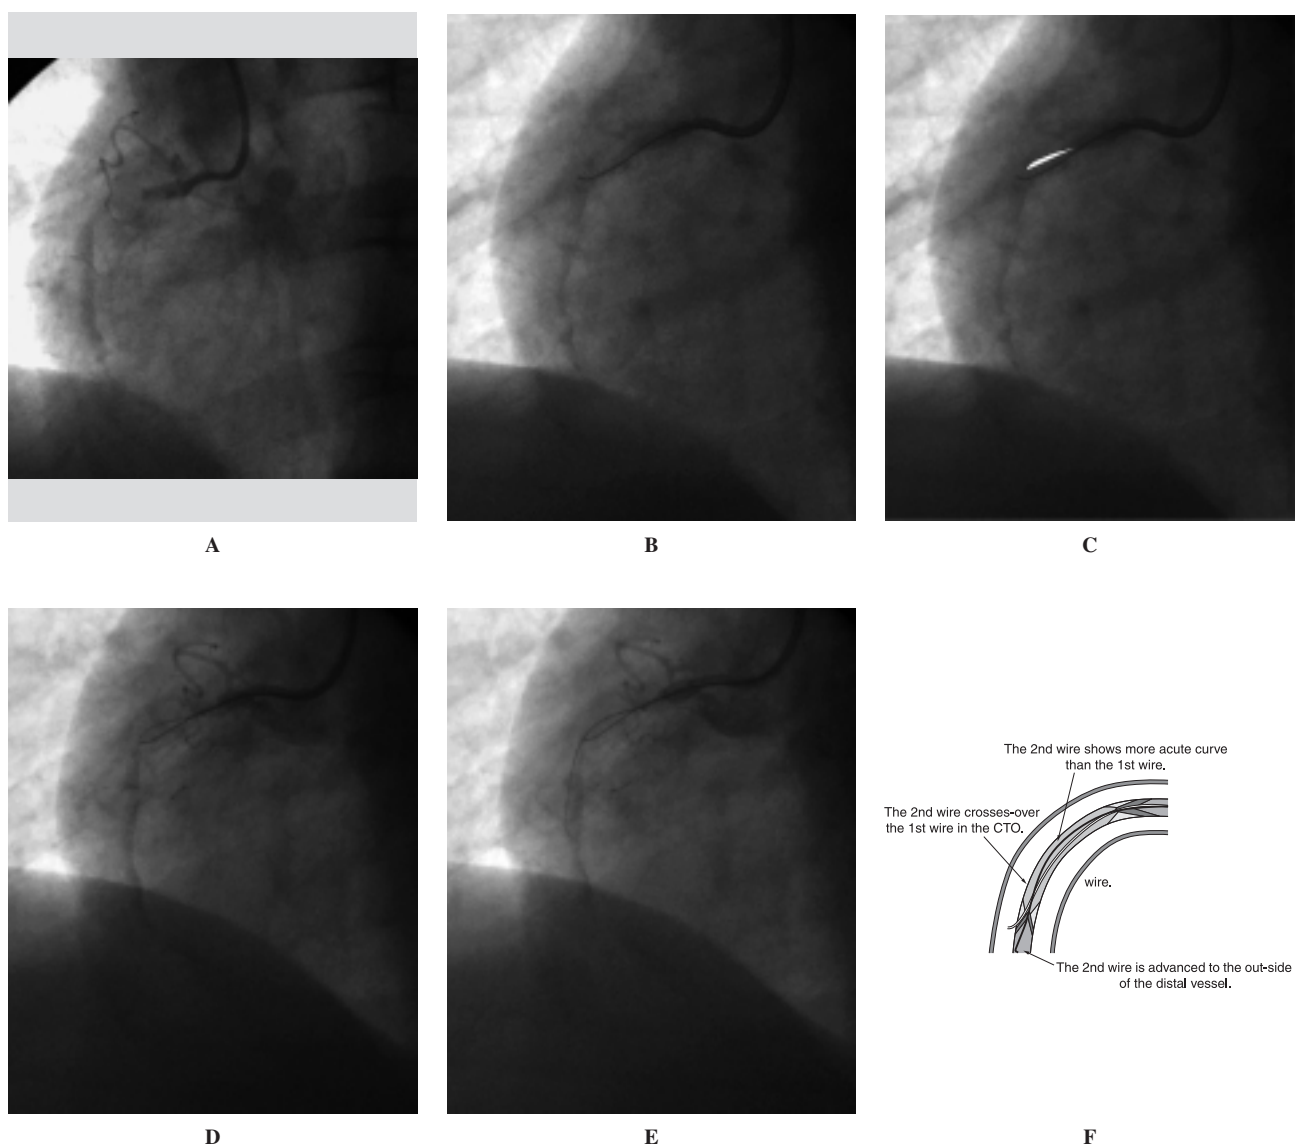 A
B
C
D
E
The 2nd wire shows more acute curve
than the 1st wire.
The 2nd wire crosses-over
the 1st wire in the CTO.
wire.
The 2nd wire is advanced to the out-side
of the distal vessel.
F